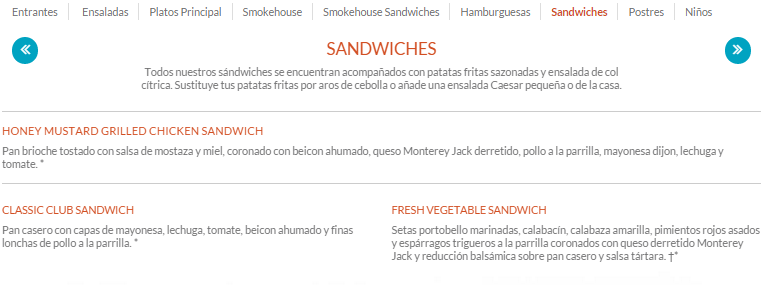 Entrantes Ensaladas Platos Principal Smokehouse Smokehouse Sandwiches Hamburguesas Sandwiches Postres Niños
SANDWICHES
Todos nuestros sándwiches se encuentran acompañados con patatas fritas sazonadas y ensalada de col
cítrica. Sustituye tus patatas fritas por aros de cebolla o añade una ensalada Caesar pequeña o de la casa.
HONEY MUSTARD GRILLED CHICKEN SANDWICH
Pan brioche tostado con salsa de mostaza y miel, coronado con beicon ahumado, queso Monterey Jack derretido, pollo a la parrilla, mayonesa dijon, lechuga y
tomate. *
CLASSIC CLUB SANDWICH
Pan casero con capas de mayonesa, lechuga, tomate, beicon ahumado y finas
lonchas de pollo a la parrilla. *
FRESH VEGETABLE SANDWICH
Setas portobello marinadas, calabacín, calabaza amarilla, pimientos rojos asados
y espárragos trigueros a la parrilla coronados con queso derretido Monterey
Jack y reducción balsámica sobre pan casero y salsa tártara. †*